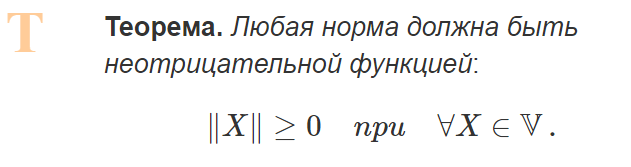 Т
Теорема. Любая норма должна быть
неотрицательной функцией:
‖X‖ ≥ 0 при ∀X ∈ 𝕍.